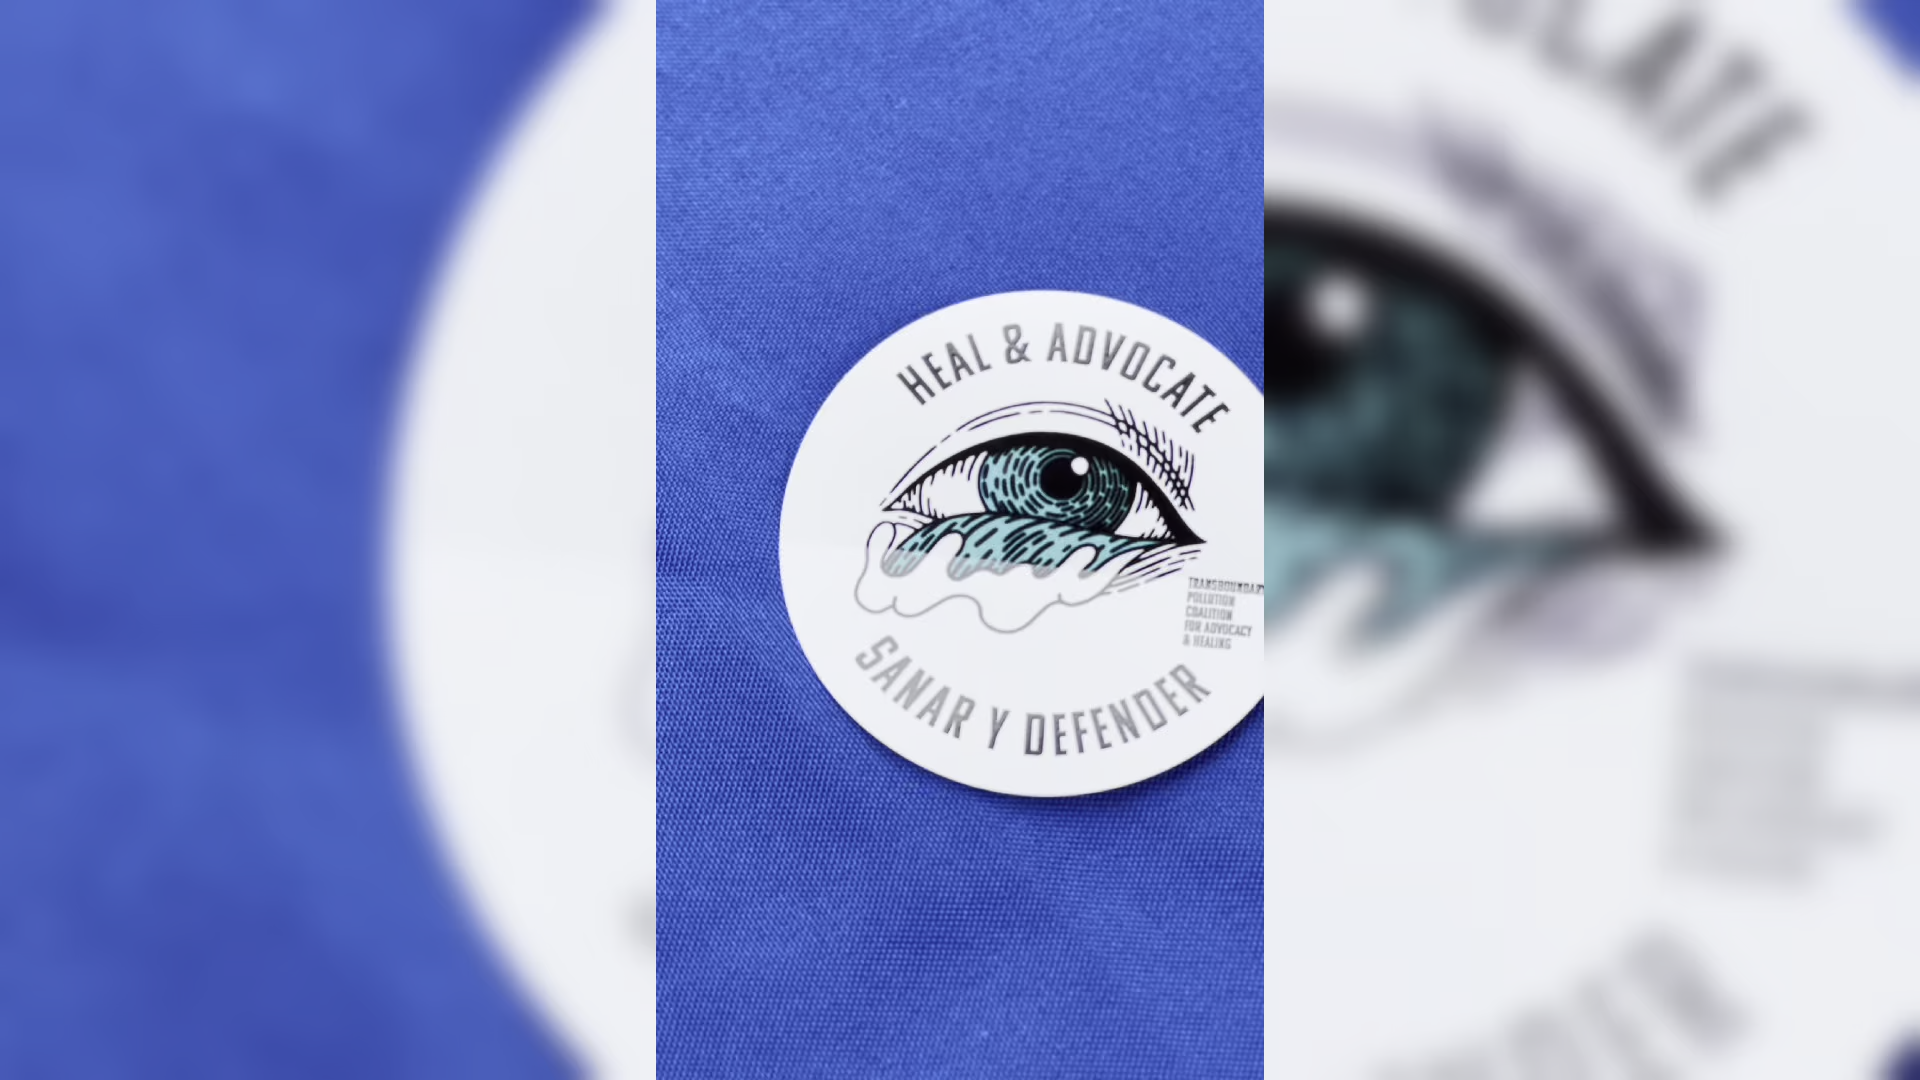 HEAL & ADVOCATE
TRANSBOUNDARY
POLLUTION
COALITION
FOR ADVOCACY
& HEALING
SANAR Y DEFENDER